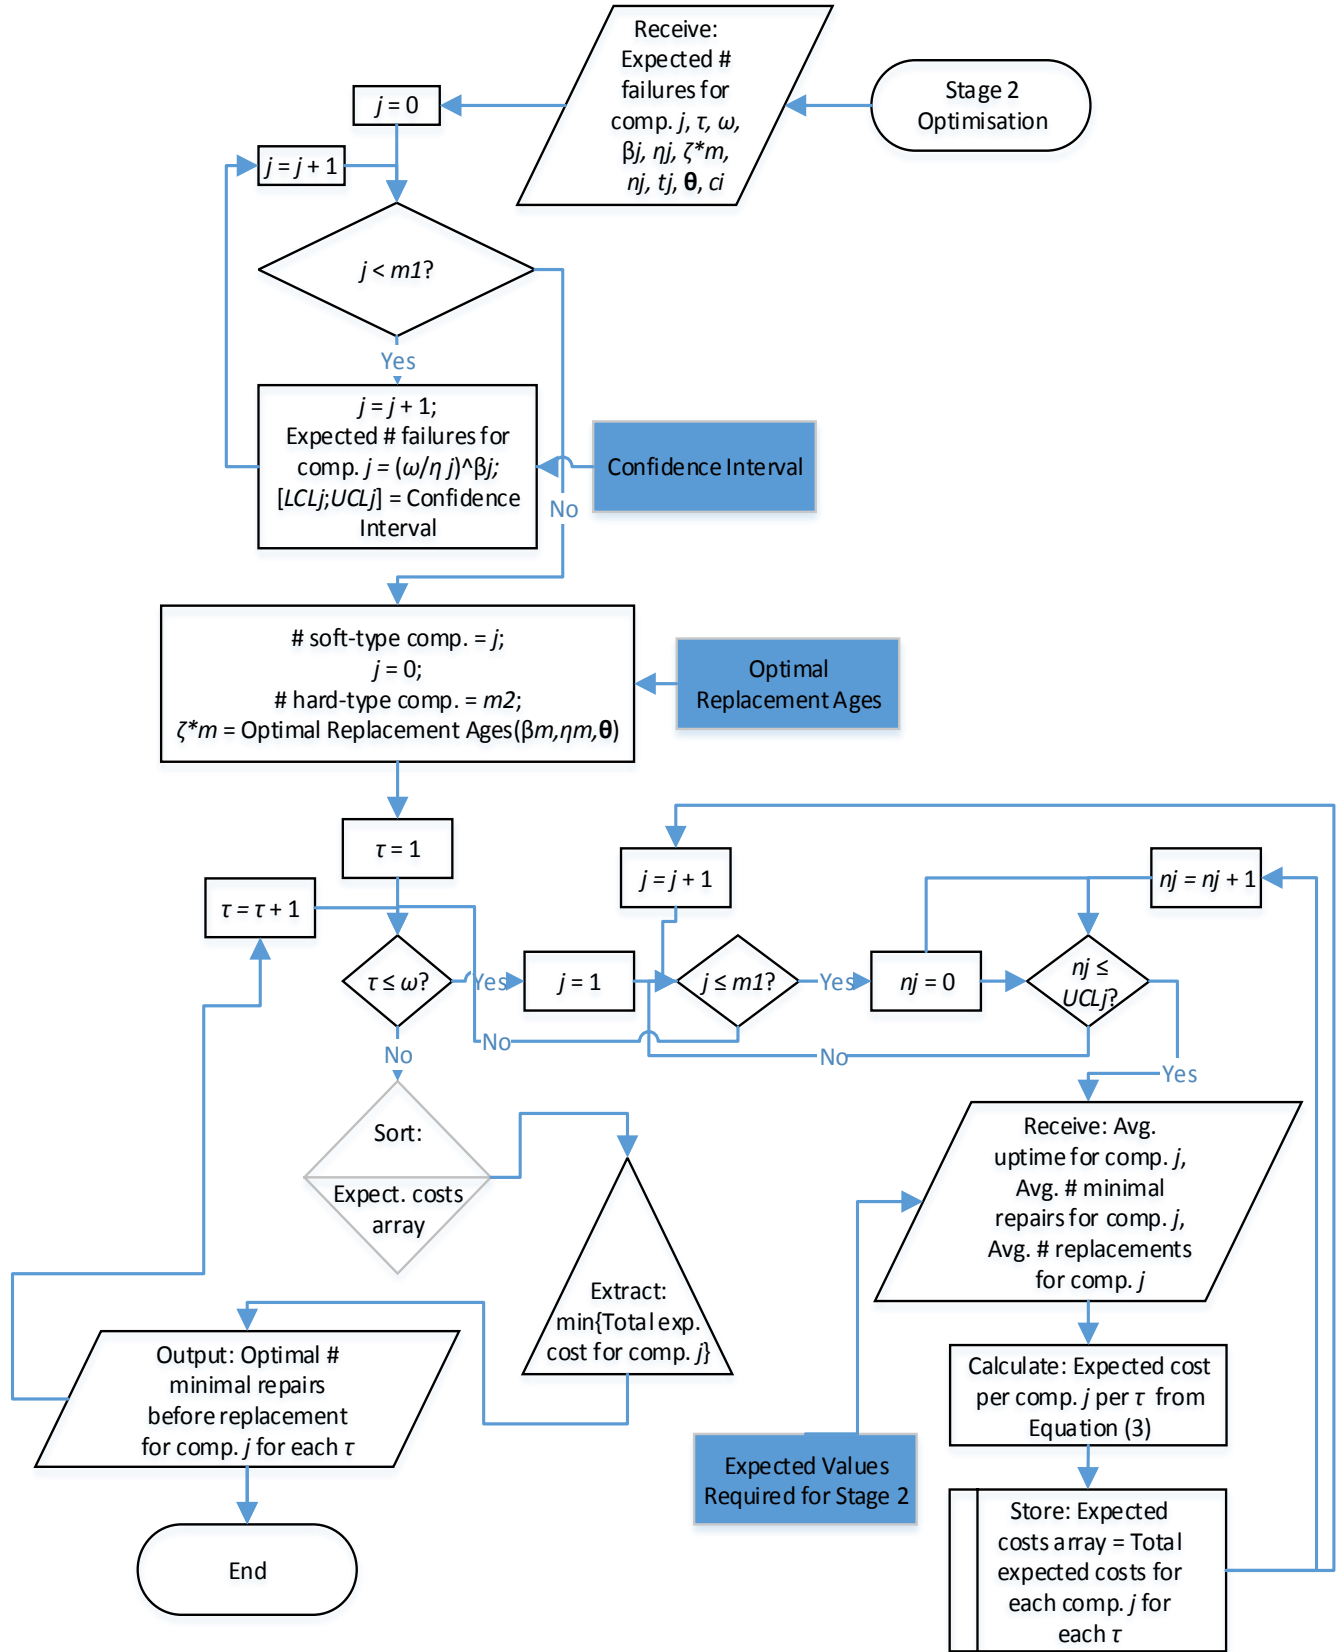 Stage 2
Optimisation
Receive:
Expected #
failures for
comp. j, τ, ω,
βj, ηj, ζ*m,
nj, tj, θ, ci
j = 0
j = j + 1
j < m1?
Yes
No
j = j + 1;
Expected # failures for
comp. j = (ω/η j)^βj;
[LCLj;UCLj] = Confidence
Interval
Confidence Interval
# soft-type comp. = j;
j = 0;
# hard-type comp. = m2;
ζ*m = Optimal Replacement Ages(βm,ηm,θ)
Optimal
Replacement Ages
τ = 1
τ = τ + 1
τ ≤ ω?
Yes
No
j = 1
j = j + 1
j ≤ m1?
Yes
No
nj = 0
nj = nj + 1
nj ≤
UCLj?
No
Yes
Receive: Avg.
uptime for comp. j,
Avg. # minimal
repairs for comp. j,
Avg. # replacements
for comp. j
Calculate: Expected cost
per comp. j per τ from
Equation (3)
Store: Expected
costs array = Total
expected costs for
each comp. j for
each τ
Expected Values
Required for Stage 2
Sort:
Expect. costs
array
Extract:
min{Total exp.
cost for comp. j}
Output: Optimal #
minimal repairs
before replacement
for comp. j for each τ
End